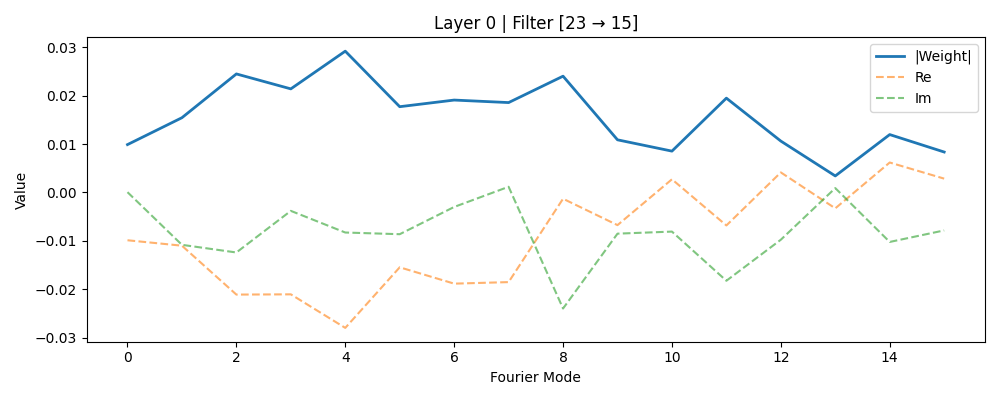 Layer 0 | Filter [23 → 15]
Value
0.03
0.02
0.01
0.00
−0.01
−0.02
−0.03
|Weight|
Re
Im
0 2 4 6 8 10 12 14
Fourier Mode